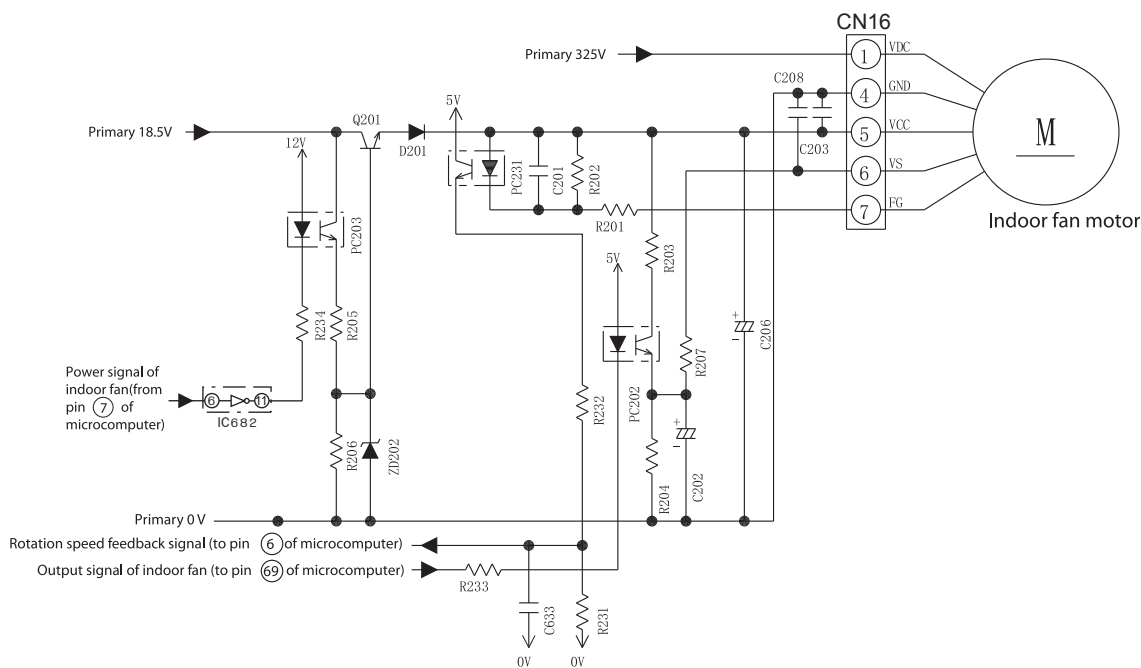 CN16
Primary 325V
1
VDC
C208
4
GND
5V
Q201
Primary 18.5V
5
VCC
M
12V
D201
C203
PC231
C201
R202
6
VS
7
FG
R201
Indoor fan motor
PC203
R203
5V
R234
R205
C206
R207
Power signal of
indoor fan(from
pin 7 of
microcomputer)
6
11
IC682
R232
PC202
R206
ZD202
R204
C202
+
-
+
-
Primary 0 V
Rotation speed feedback signal (to pin 6 of microcomputer)
Output signal of indoor fan (to pin 69 of microcomputer)
R233
C633
R231
0V
0V